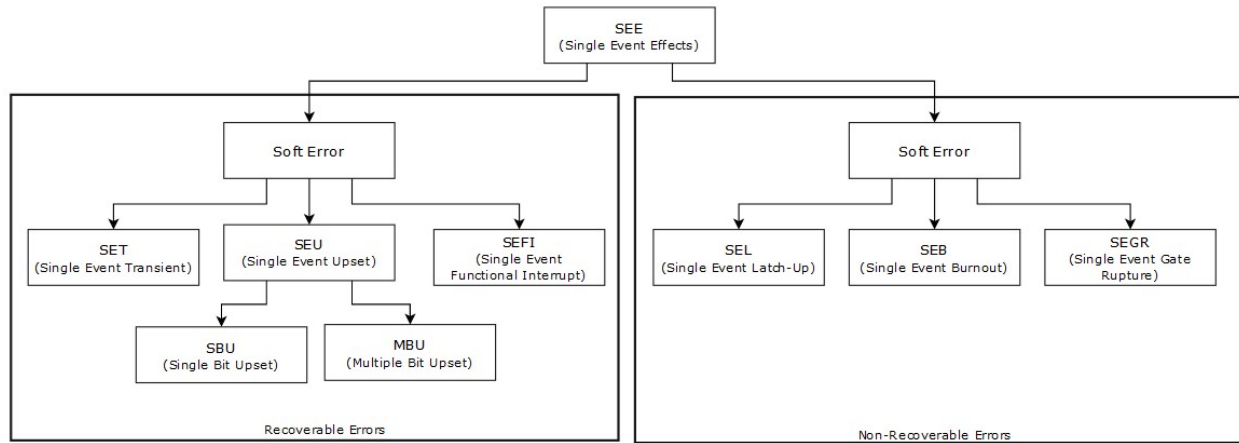 SEE
(Single Event Effects)
Soft Error
Soft Error
SET
(Single Event Transient)
SEU
(Single Event Upset)
SEFI
(Single Event
Functional Interrupt)
SEL
(Single Event Latch-Up)
SEB
(Single Event Burnout)
SEGR
(Single Event Gate
Rupture)
SBU
(Single Bit Upset)
MBU
(Multiple Bit Upset)
Recoverable Errors
Non-Recoverable Errors